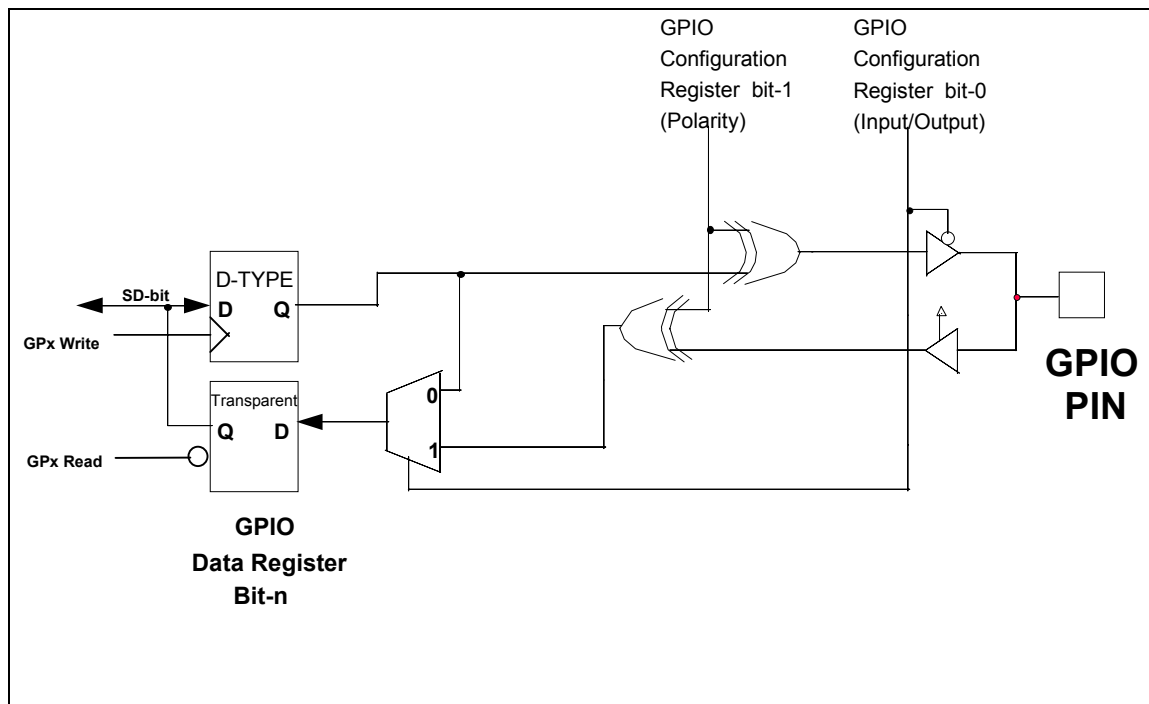 GPIO
Configuration
Register bit-1
(Polarity)
GPIO
Configuration
Register bit-0
(Input/Output)
D-TYPE
SD-bit
D Q
GPx Write
Transparent
Q D
GPx Read
0
1
GPIO
PIN
GPIO
Data Register
Bit-n